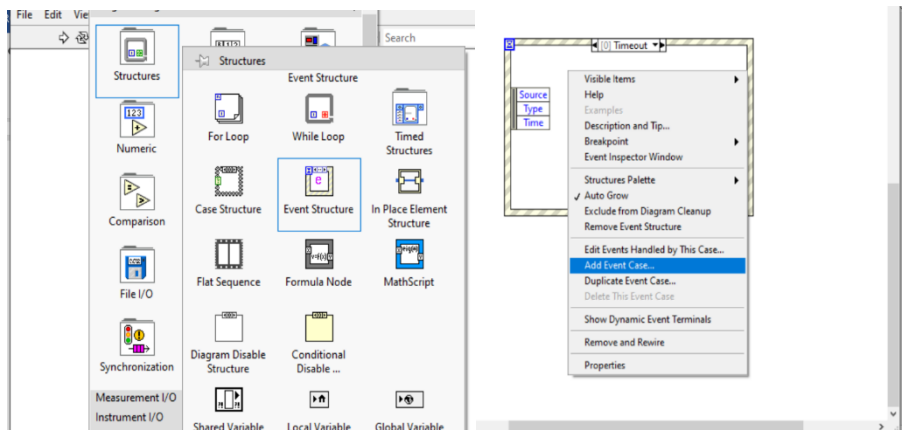 File Edit Vie
Search
Structures
Structures
Event Structure
For Loop
While Loop
Timed
Structures
Numeric
123
Case Structure
Event Structure
In Place Element
Structure
Comparison
Flat Sequence
Formula Node
MathScript
File I/O
Diagram Disable
Structure
Conditional
Disable ...
Synchronization
Measurement I/O
Instrument I/O
Shared Variable
Local Variable
Global Variable
[0] Timeout
Source
Type
Time
Visible Items
Help
Examples
Description and Tip...
Breakpoint
Event Inspector Window
Structures Palette
Auto Grow
Exclude from Diagram Cleanup
Remove Event Structure
Edit Events Handled by This Case...
Add Event Case...
Duplicate Event Case...
Delete This Event Case
Show Dynamic Event Terminals
Remove and Rewire
Properties